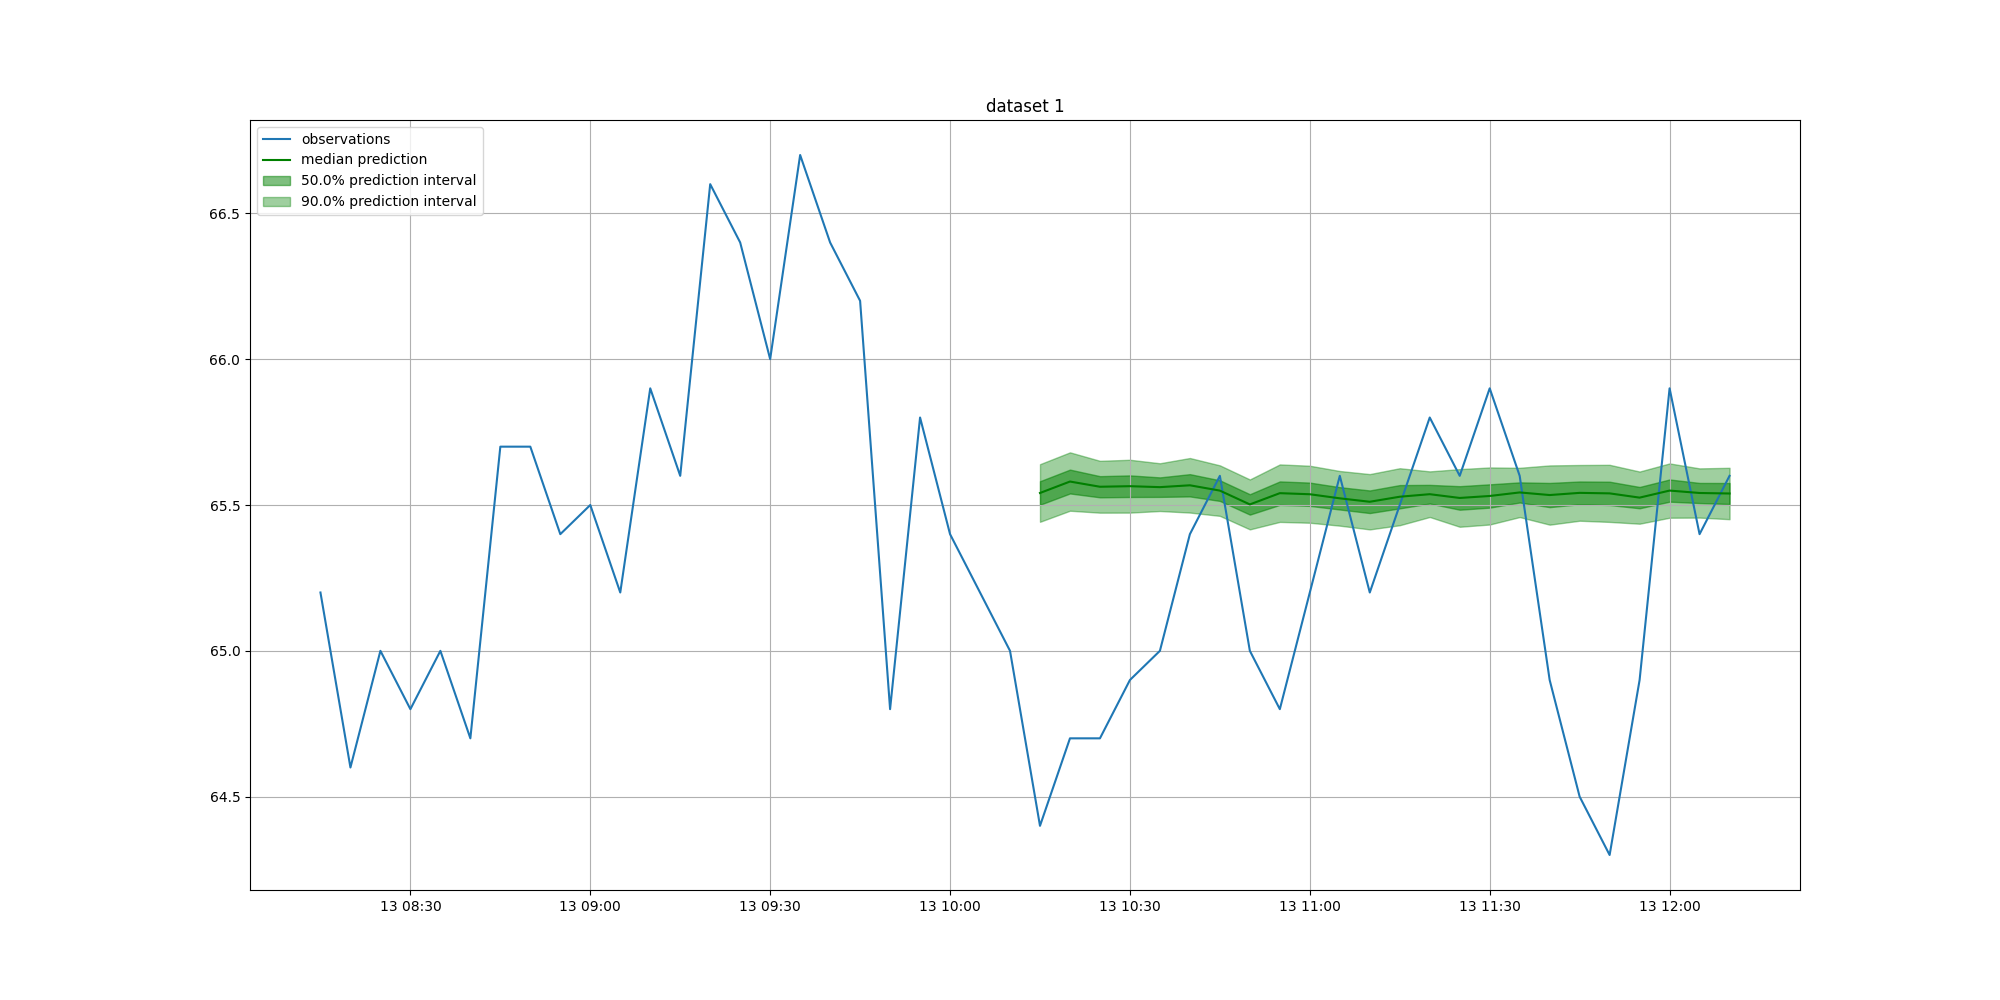 dataset 1
observations
median prediction
50.0% prediction interval
90.0% prediction interval
66.5
66.0
65.5
65.0
64.5
13 08:30 13 09:00 13 09:30 13 10:00 13 10:30 13 11:00 13 11:30 13 12:00